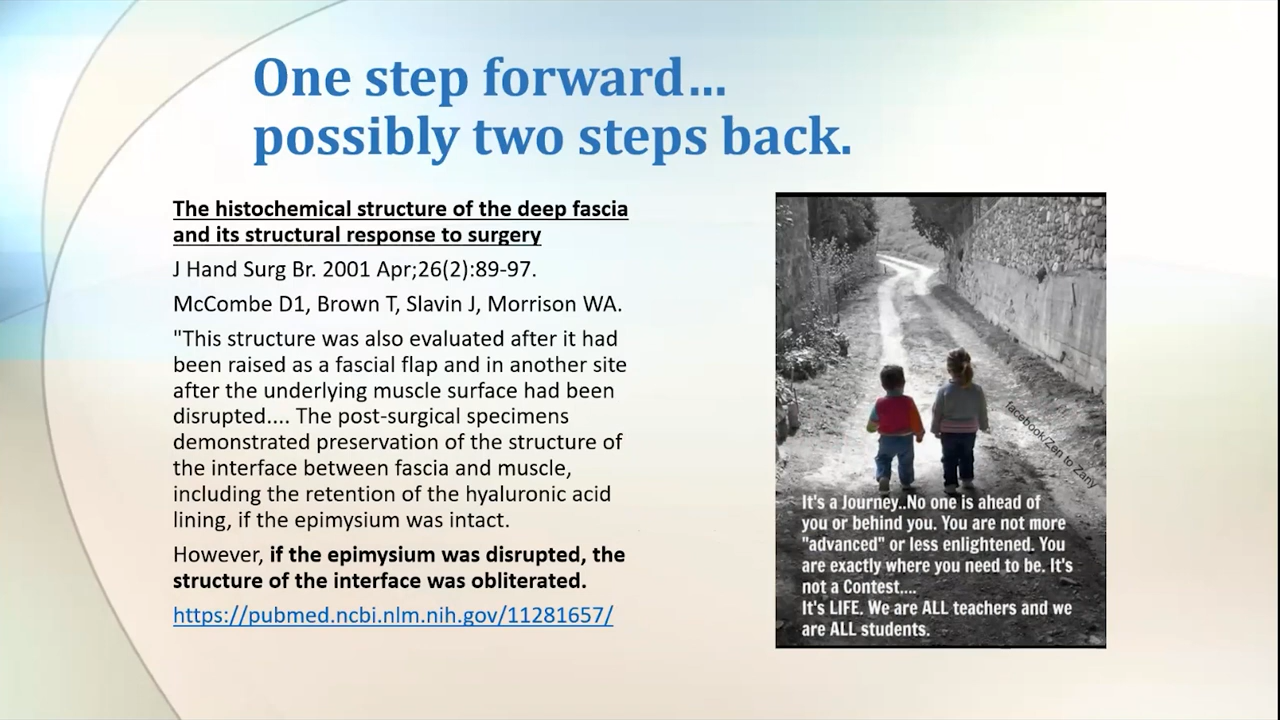 One step forward...
possibly two steps back.
The histochemical structure of the deep fascia
and its structural response to surgery
J Hand Surg Br. 2001 Apr;26(2):89-97.
McCombe D1, Brown T, Slavin J, Morrison WA.
"This structure was also evaluated after it had
been raised as a fascial flap and in another site
after the underlying muscle surface had been
disrupted.... The post-surgical specimens
demonstrated preservation of the structure of
the interface between fascia and muscle,
including the retention of the hyaluronic acid
lining, if the epimysium was intact.
However, if the epimysium was disrupted, the
structure of the interface was obliterated.
https://pubmed.ncbi.nlm.nih.gov/11281657/
facebook/Zen to Zany
It's a Journey..No one is ahead of
you or behind you. You are not more
"advanced" or less enlightened. You
are exactly where you need to be. It's
not a Contest....
It's LIFE. We are ALL teachers and we
are ALL students.